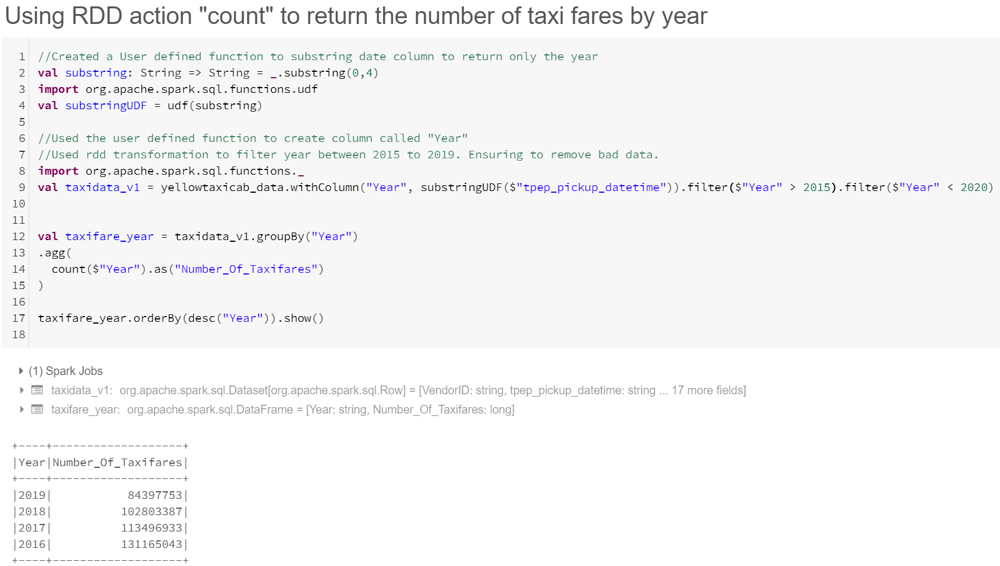 Using RDD action "count" to return the number of taxi fares by year
1 //Created a User defined function to substring date column to return only the year
2 val substring: String => String = _.substring(0,4)
3 import org.apache.spark.sql.functions.udf
4 val substringUDF = udf(substring)
5
6 //Used the user defined function to create column called "Year"
7 //Used rdd transformation to filter year between 2015 to 2019. Ensuring to remove bad data.
8 import org.apache.spark.sql.functions._
9 val taxidata_v1 = yellowtaxicab_data.withColumn("Year", substringUDF($"tpep_pickup_datetime")).filter($"Year" > 2015).filter($"Year" < 2020)
10
11
12 val taxifare_year = taxidata_v1.groupBy("Year")
13 .agg(
14   count($"Year").as("Number_Of_Taxifares")
15 )
16
17 taxifare_year.orderBy(desc("Year")).show()
18
(1) Spark Jobs
taxidata_v1: org.apache.spark.sql.Dataset[org.apache.spark.sql.Row] = [VendorID: string, tpep_pickup_datetime: string ... 17 more fields]
taxifare_year: org.apache.spark.sql.DataFrame = [Year: string, Number_Of_Taxifares: long]
+----+-------------------+
|Year|Number_Of_Taxifares|
+----+-------------------+
|2019|           84397753|
|2018|          102803387|
|2017|          113496933|
|2016|          131165043|
+----+-------------------+